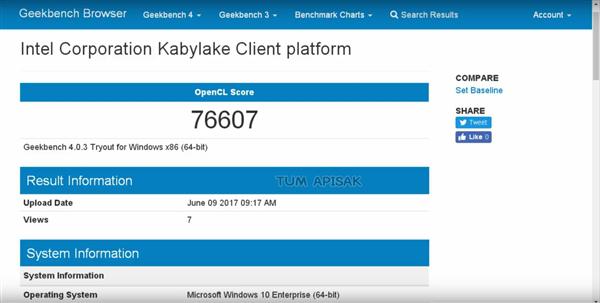 Geekbench Browser Geekbench 4 Geekbench 3 Benchmark Charts Search Results Account
Intel Corporation Kabylake Client platform
COMPARE
Set Baseline
SHARE
Tweet
Like 0
OpenCL Score
76607
Geekbench 4.0.3 Tryout for Windows x86 (64-bit)
Result Information
TUM APISAK
Upload Date June 09 2017 09:17 AM
Views 7
System Information
System Information
Operating System Microsoft Windows 10 Enterprise (64-bit)